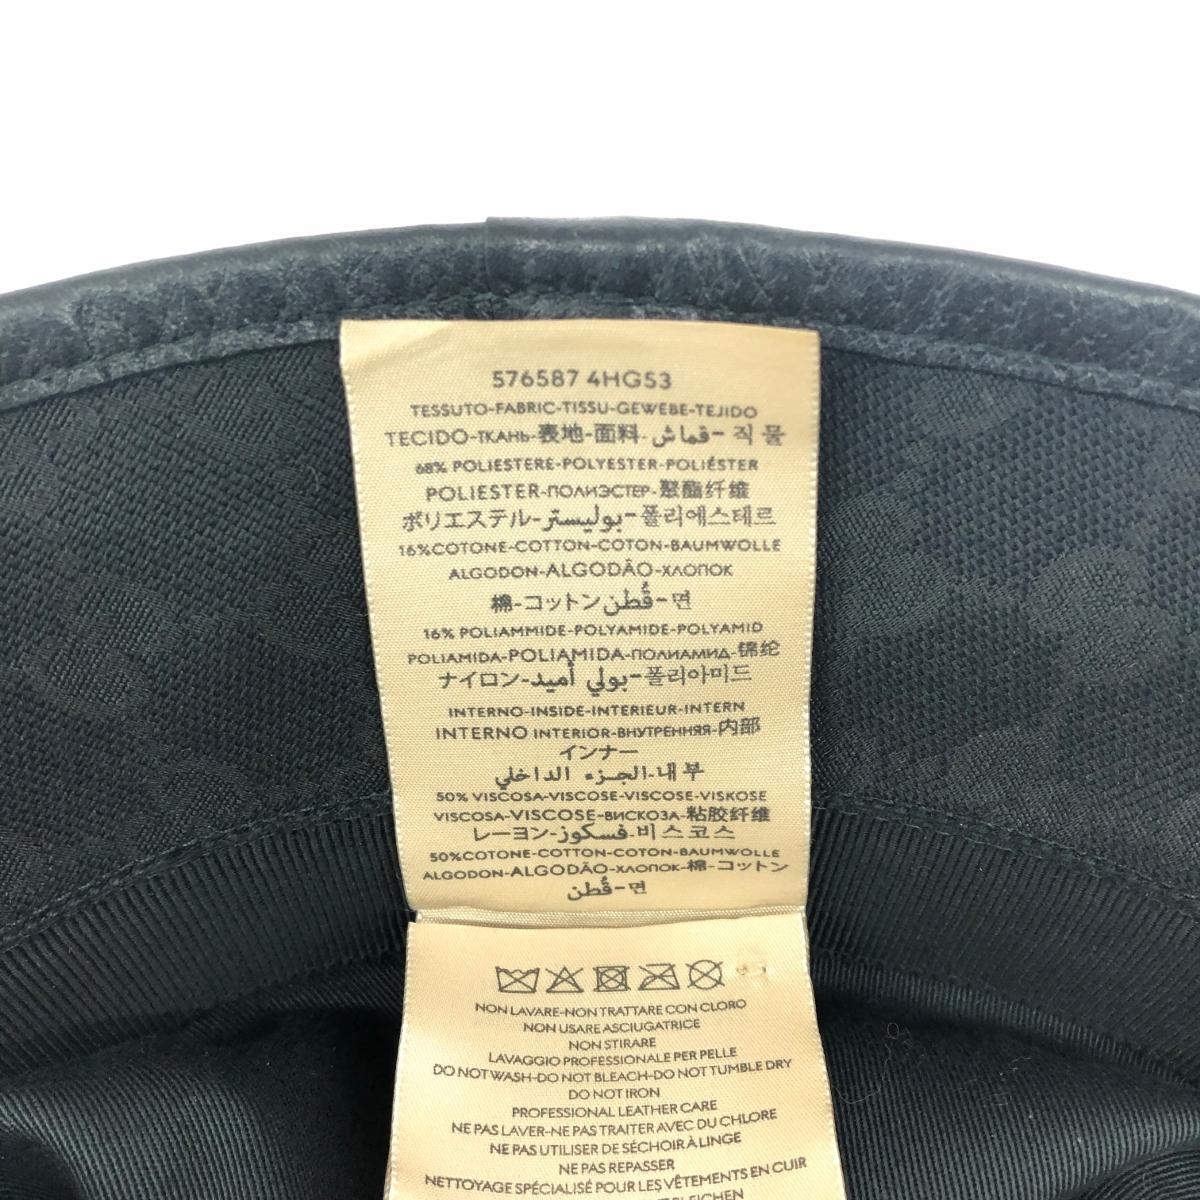 576587 4HG53
TESSUTO-FABRIC-TISSU-GEWEBE-TEJIDO
TECIDO-ТКАНЬ-表地-面料-قماش-직물
68% POLIESTERE-POLYESTER-POLIÉSTER
POLIESTER-ПОЛИЭСТЕР-聚酯纤维
ポリエステル-بوليستر-폴리에스테르
16%COTONE-COTTON-COTON-BAUMWOLLE
ALGODON-ALGODÃO-ХЛОПОК
棉-コットン-قُطن-면
16% POLIAMMIDE-POLYAMIDE-POLYAMID
POLIAMIDA-POLIAMIDA-ПОЛИАМИД-锦纶
ナイロン-بولي أميد-폴리아미드
INTERNO-INSIDE-INTERIEUR-INTERN
INTERNO INTERIOR-ВНУТРЕННЯЯ-内部
インナー
내부-الجزء الداخلي
50% VISCOSA-VISCOSE-VISCOSE-VISKOSE
VISCOSA-VISCOSE-ВИСКОЗА-粘胶纤维
レーヨン-فسكوز-비스코스
50%COTONE-COTTON-COTON-BAUMWOLLE
ALGODON-ALGODÃO-ХЛОПОК-棉-コットン
قُطن-면
NON LAVARE-NON TRATTARE CON CLORO
NON USARE ASCIUGATRICE
NON STIRARE
LAVAGGIO PROFESSIONALE PER PELLE
DO NOT WASH-DO NOT BLEACH-DO NOT TUMBLE DRY
DO NOT IRON
PROFESSIONAL LEATHER CARE
NE PAS LAVER-NE PAS TRAITER AVEC DU CHLORE
NE PAS UTILISER DE SÉCHOIR À LINGE
NE PAS REPASSER
NETTOYAGE SPÉCIALISÉ POUR LES VÊTEMENTS EN CUIR